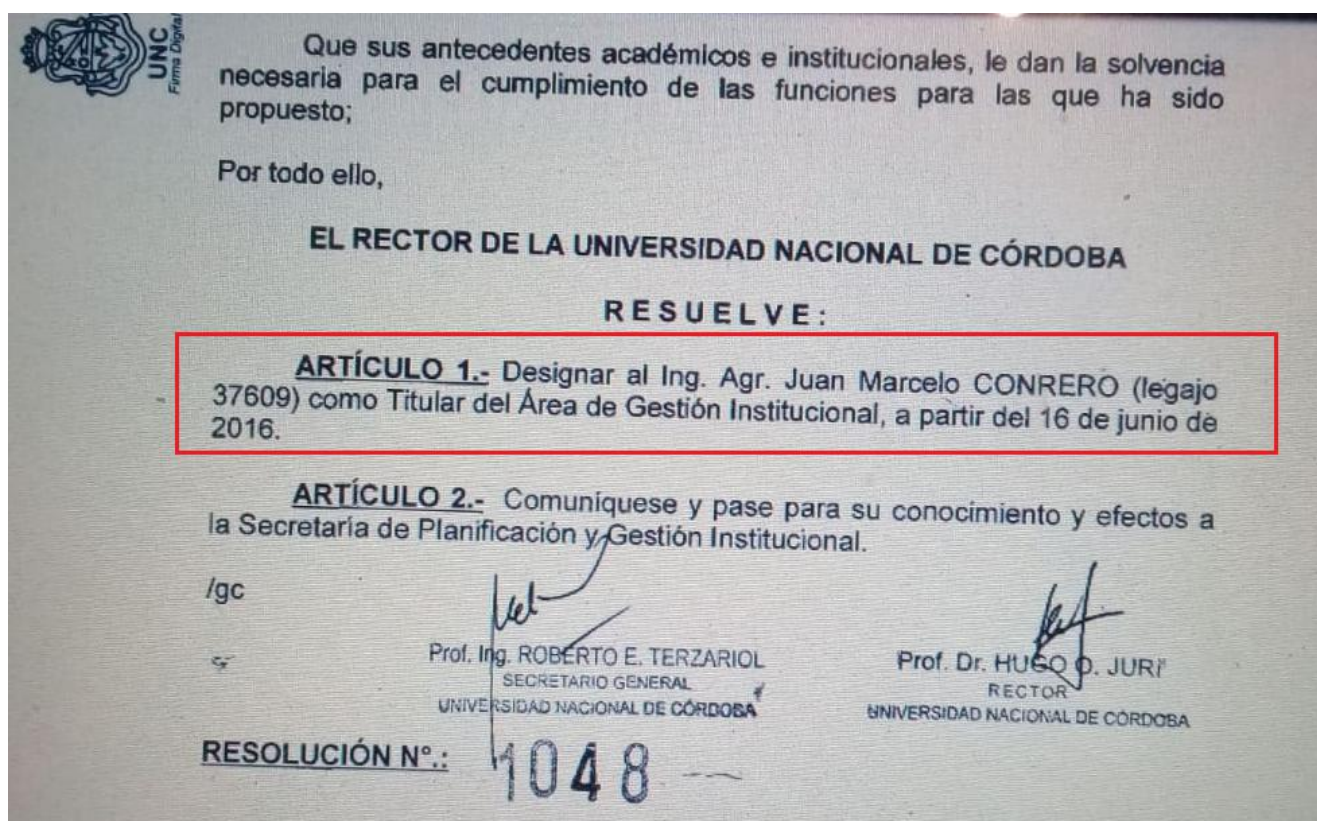 UNC
Firma Digital
Que sus antecedentes académicos e institucionales, le dan la solvencia
necesaria para el cumplimiento de las funciones para las que ha sido
propuesto;
Por todo ello,
EL RECTOR DE LA UNIVERSIDAD NACIONAL DE CÓRDOBA
RESUELVE:
ARTÍCULO 1.- Designar al Ing. Agr. Juan Marcelo CONRERO (legajo
37609) como Titular del Área de Gestión Institucional, a partir del 16 de junio de
2016.
ARTÍCULO 2.- Comuníquese y pase para su conocimiento y efectos a
la Secretaría de Planificación y Gestión Institucional.
/gc
Prof. Ing. ROBERTO E. TERZARIOL
SECRETARIO GENERAL
UNIVERSIDAD NACIONAL DE CÓRDOBA
Prof. Dr. HUGO O. JURI
RECTOR
UNIVERSIDAD NACIONAL DE CÓRDOBA
RESOLUCIÓN N°.: 1048